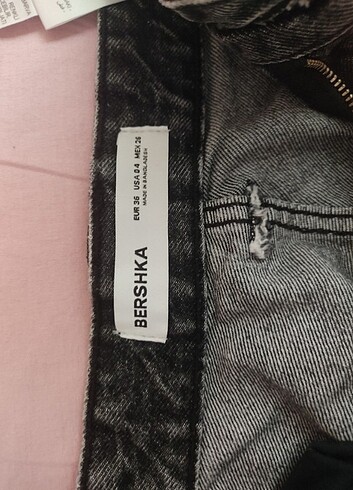 BERSHKA
EUR 36 USA 04 MEX 26
MADE IN BANGLADESH